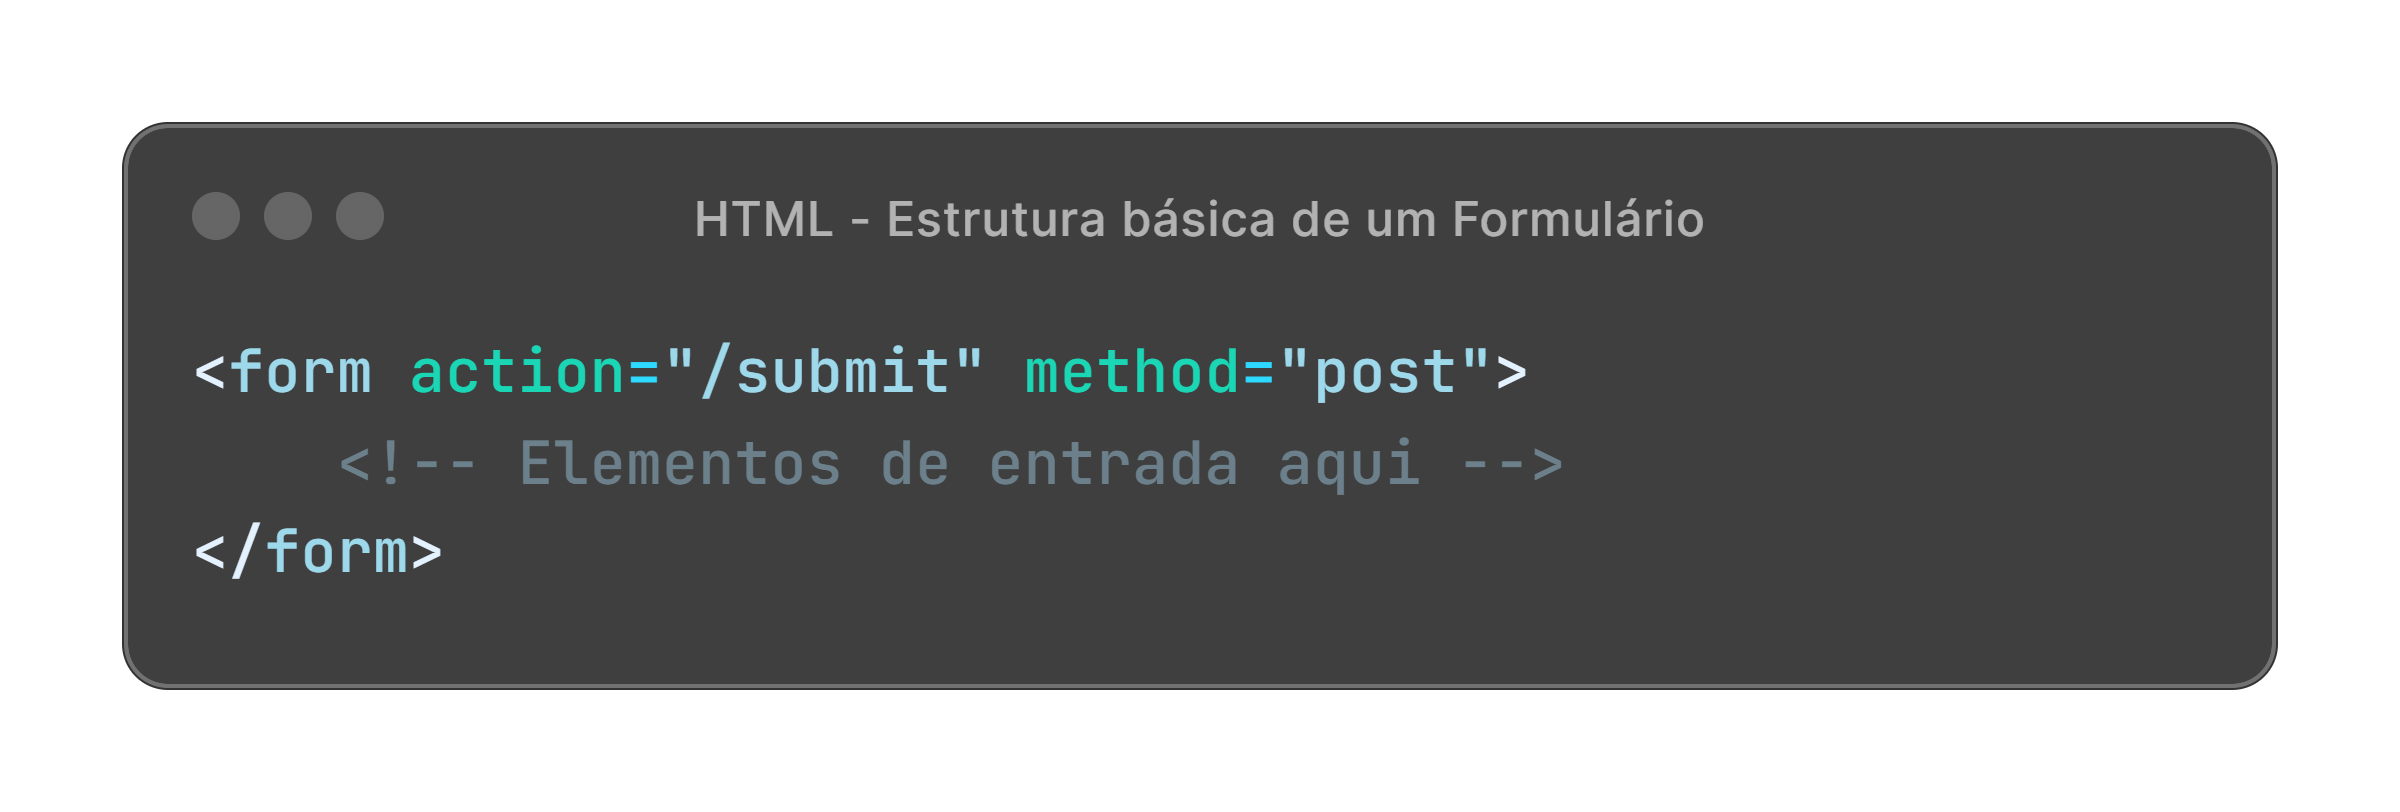 HTML - Estrutura básica de um Formulário
<form action="/submit" method="post">
    <!-- Elementos de entrada aqui -->
</form>